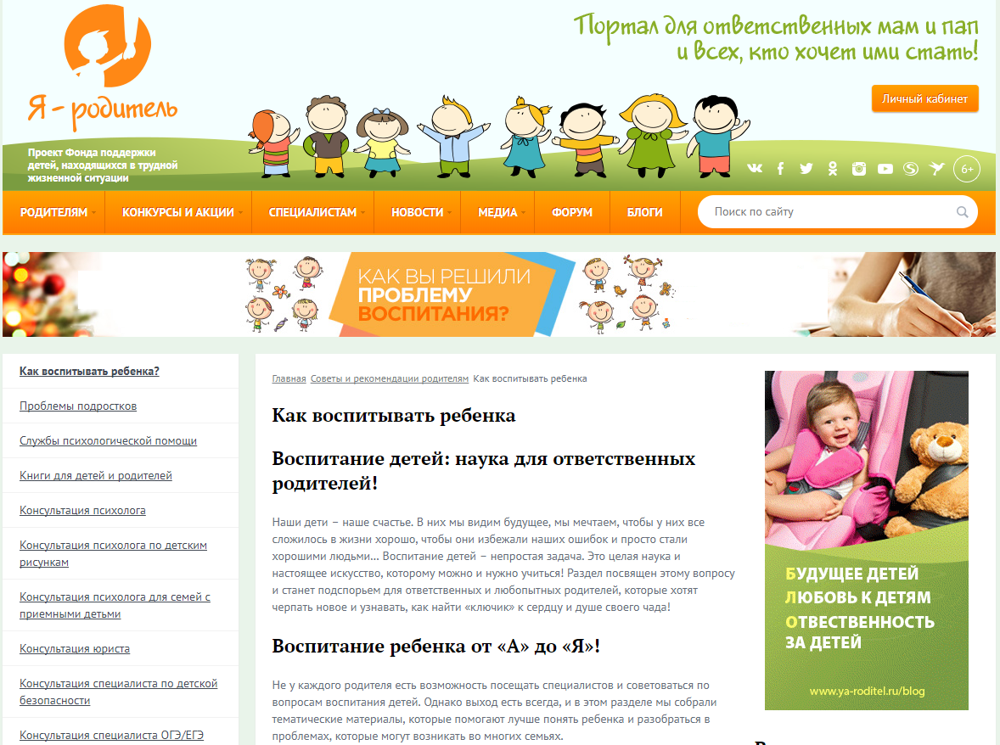 Портал для ответственных мам и пап
и всех, кто хочет ими стать!
Я - родитель
Личный кабинет
Проект Фонда поддержки
детей, находящихся в трудной
жизненной ситуации
6+
РОДИТЕЛЯМ
КОНКУРСЫ И АКЦИИ
СПЕЦИАЛИСТАМ
НОВОСТИ
МЕДИА
ФОРУМ
БЛОГИ
Поиск по сайту
КАК ВЫ РЕШИЛИ
ПРОБЛЕМУ
ВОСПИТАНИЯ?
Как воспитывать ребенка?
Проблемы подростков
Службы психологической помощи
Книги для детей и родителей
Консультация психолога
Консультация психолога по детским
рисункам
Консультация психолога для семей с
приемными детьми
Консультация юриста
Консультация специалиста по детской
безопасности
Консультация специалиста ОГЭ/ЕГЭ
Главная Советы и рекомендации родителям Как воспитывать ребенка
Как воспитывать ребенка
Воспитание детей: наука для ответственных
родителей!
Наши дети – наше счастье. В них мы видим будущее, мы мечтаем, чтобы у них все
сложилось в жизни хорошо, чтобы они избежали наших ошибок и просто стали
хорошими людьми... Воспитание детей – непростая задача. Это целая наука и
настоящее искусство, которому можно и нужно учиться! Раздел посвящен этому вопросу
и станет подспорьем для ответственных и любопытных родителей, которые хотят
черпать новое и узнавать, как найти «ключик» к сердцу и душе своего чада!
Воспитание ребенка от «А» до «Я»!
Не у каждого родителя есть возможность посещать специалистов и советоваться по
вопросам воспитания детей. Однако выход есть всегда, и в этом разделе мы собрали
тематические материалы, которые помогают лучше понять ребенка и разобраться в
проблемах, которые могут возникать во многих семьях.
БУДУЩЕЕ ДЕТЕЙ
ЛЮБОВЬ К ДЕТЯМ
ОТВЕСТВЕННОСТЬ
ЗА ДЕТЕЙ
www.ya-roditel.ru/blog